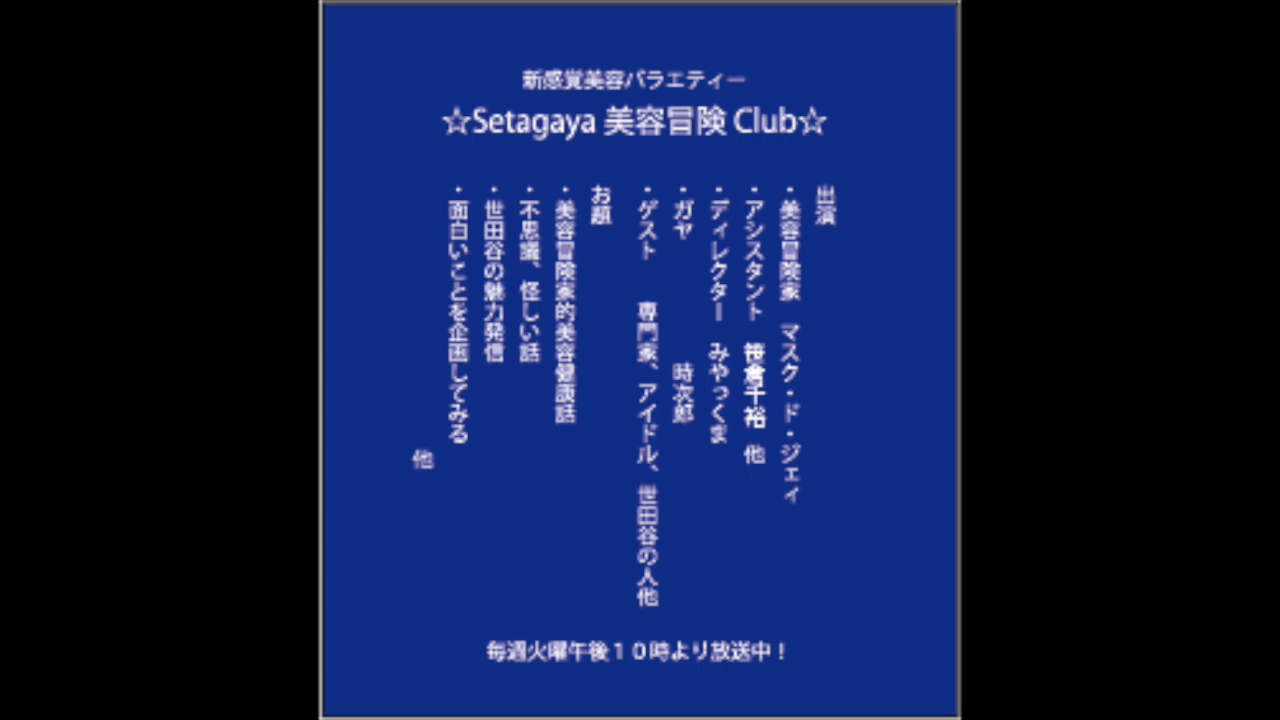 新感覚美容バラエティー
☆Setagaya 美容冒険 Club☆
出演
・美容冒険家 マスク・ド・ジェィ
・アシスタント 笹倉千裕 他
・ディレクター みやっくま
・ガヤ 時次郎
・ゲスト 専門家、アイドル、世田谷の人他
お題
・美容冒険家的美容健康話
・不思議、怪しい話
・世田谷の魅力発信
・面白いことを企画してみる
他
毎週火曜午後１０時より放送中！